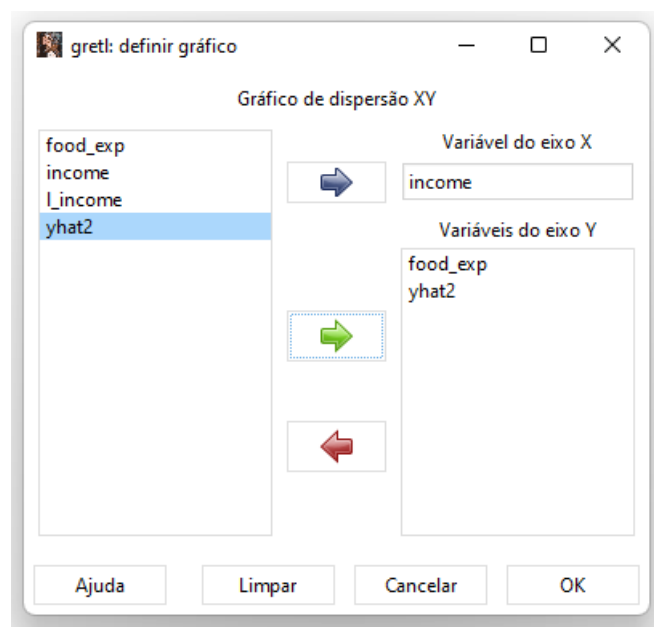 gretl: definir gráfico
Gráfico de dispersão XY
food_exp
income
l_income
yhat2
Variável do eixo X
income
Variáveis do eixo Y
food_exp
yhat2
Ajuda
Limpar
Cancelar
OK